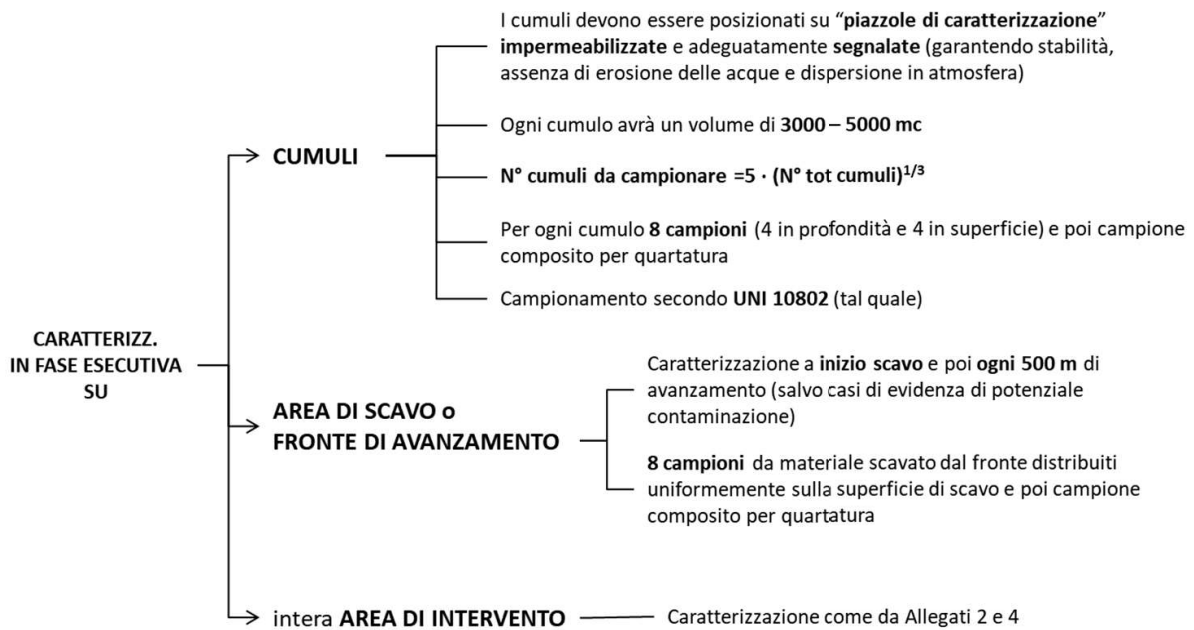 I cumuli devono essere posizionati su “piazzole di caratterizzazione”
impermeabilizzate e adeguatamente segnalate (garantendo stabilità,
assenza di erosione delle acque e dispersione in atmosfera)
Ogni cumulo avrà un volume di 3000 – 5000 mc
CUMULI
N° cumuli da campionare =5 · (N° tot cumuli)^1/3
Per ogni cumulo 8 campioni (4 in profondità e 4 in superficie) e poi campione
composito per quartatura
Campionamento secondo UNI 10802 (tal quale)
CARATTERIZZ.
IN FASE ESECUTIVA
SU
AREA DI SCAVO o
FRONTE DI AVANZAMENTO
Caratterizzazione a inizio scavo e poi ogni 500 m di
avanzamento (salvo casi di evidenza di potenziale
contaminazione)
8 campioni da materiale scavato dal fronte distribuiti
uniformemente sulla superficie di scavo e poi campione
composito per quartatura
intera AREA DI INTERVENTO
Caratterizzazione come da Allegati 2 e 4